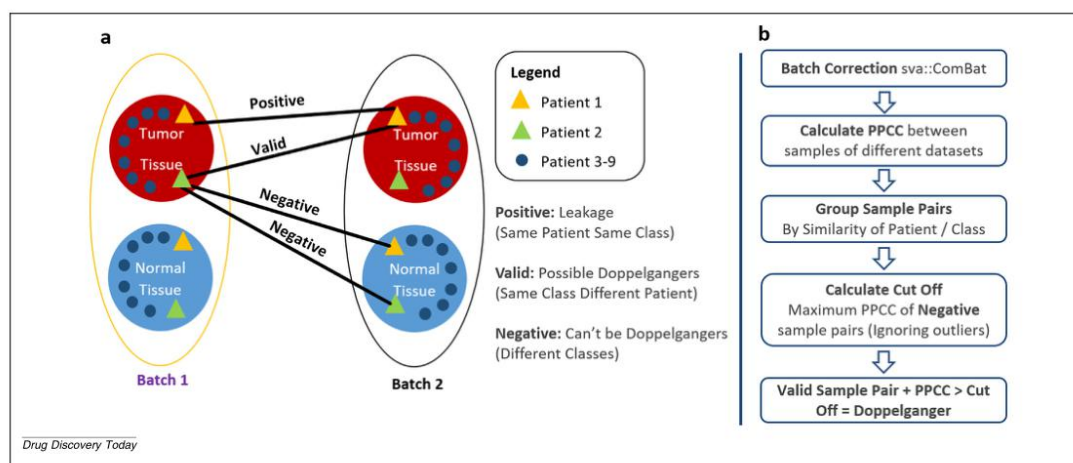 a
Positive
Tumor
Tissue
Valid
Tumor
Tissue
Negative
Negative
Normal
Tissue
Normal
Tissue
Batch 1
Batch 2
Legend
Patient 1
Patient 2
Patient 3-9
Positive: Leakage
(Same Patient Same Class)
Valid: Possible Doppelgangers
(Same Class Different Patient)
Negative: Can't be Doppelgangers
(Different Classes)
b
Batch Correction sva::ComBat
Calculate PPCC between
samples of different datasets
Group Sample Pairs
By Similarity of Patient / Class
Calculate Cut Off
Maximum PPCC of Negative
sample pairs (Ignoring outliers)
Valid Sample Pair + PPCC > Cut
Off = Doppelganger
Drug Discovery Today